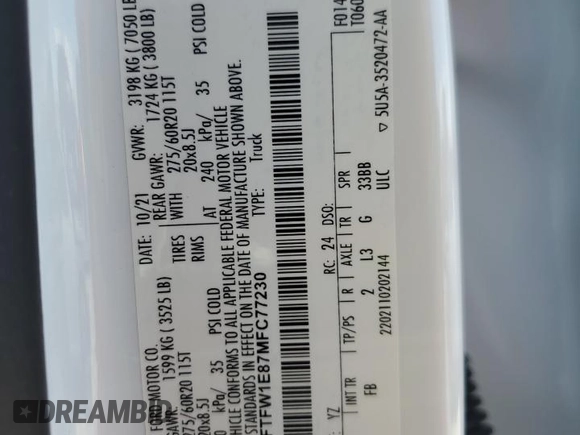 FORD MOTOR CO.
DATE: 10/21
GVWR: 3198 KG ( 7050 LB
GAWR: 1599 KG ( 3525 LB)
REAR GAWR: 1724 KG ( 3800 LB)
275/60R20 115T
TIRES WITH 275/60R20 115T
20x8.5J
RIMS 20x8.5J
kPa/ 35 PSI COLD
AT 240 kPa/ 35 PSI COLD
VEHICLE CONFORMS TO ALL APPLICABLE FEDERAL MOTOR VEHICLE
STANDARDS IN EFFECT ON THE DATE OF MANUFACTURE SHOWN ABOVE.
FTFW1E87MFC77230
TYPE: Truck
F014
T060
YZ
RC: 24 DSO:
INT TR TP/PS R AXLE TR SPR
FB 2 L3 G 33BB
2202110202144
ULC
▽ 5U5A-3520472-AA
DREAMBID